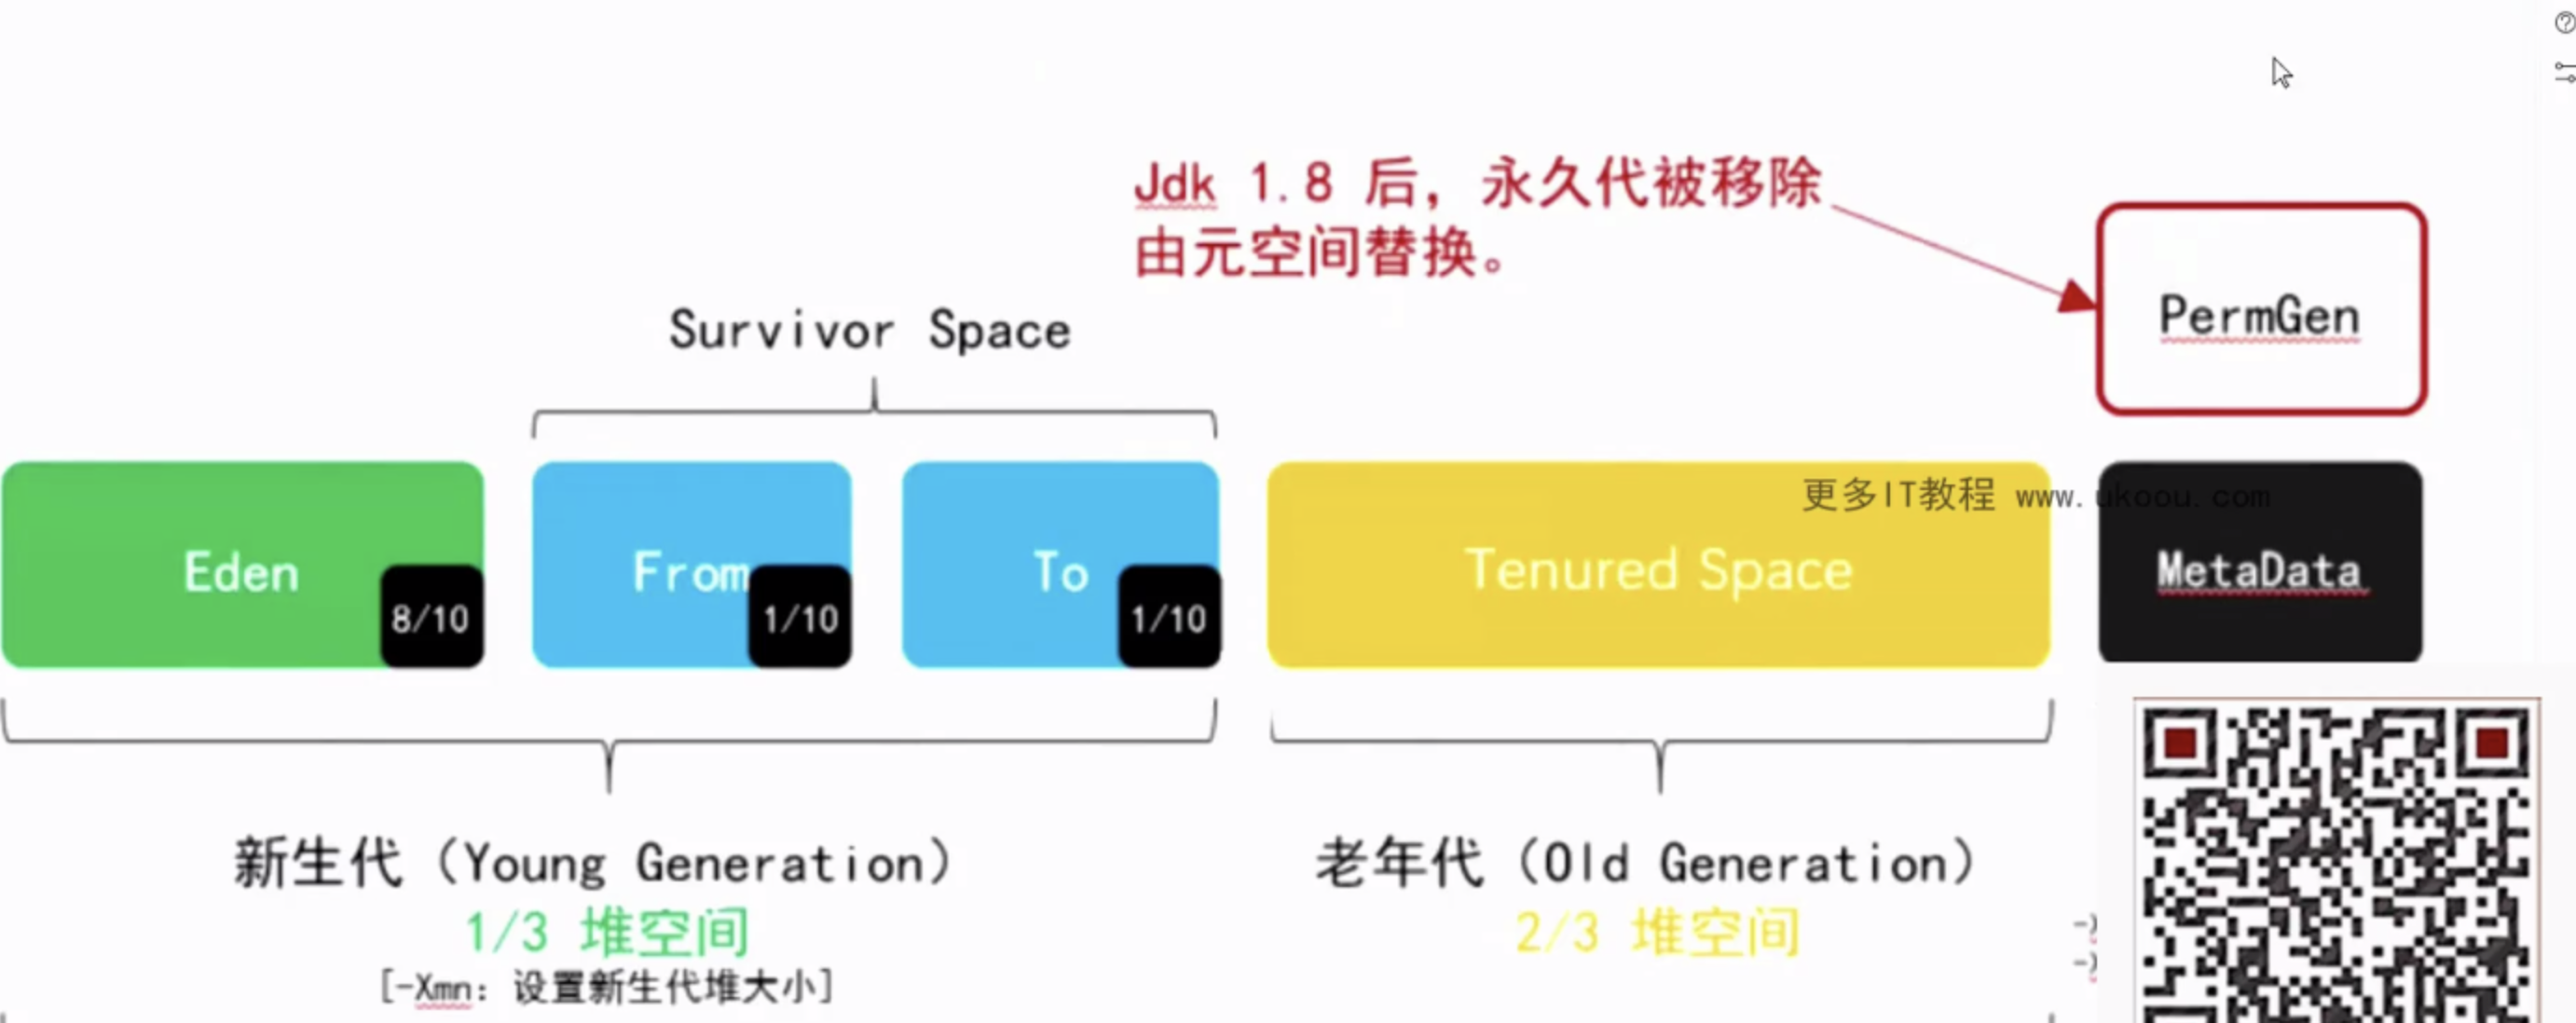 Jdk 1.8 后，永久代被移除
由元空间替换。
PermGen
Survivor Space
Eden
8/10
From
1/10
To
1/10
Tenured Space
更多IT教程 www.ukoou.com
MetaData
新生代（Young Generation）
1/3 堆空间
[-Xmn：设置新生代堆大小]
老年代（Old Generation）
2/3 堆空间